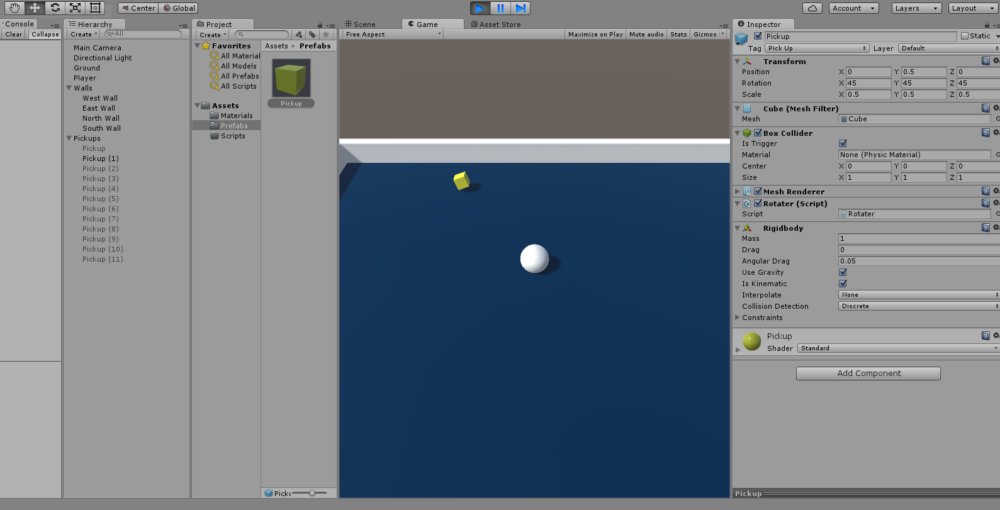 Center Global
Account Layers Layout
Console
Clear Collapse
Hierarchy
Create All
Main Camera
Directional Light
Ground
Player
Walls
West Wall
East Wall
North Wall
South Wall
Pickups
Pickup
Pickup (1)
Pickup (2)
Pickup (3)
Pickup (4)
Pickup (5)
Pickup (6)
Pickup (7)
Pickup (8)
Pickup (9)
Pickup (10)
Pickup (11)
Project
Create
Favorites
All Material
All Models
All Prefabs
All Scripts
Assets
Materials
Prefabs
Scripts
Assets Prefabs
Pickup
Picku
Scene Game Asset Store
Free Aspect Maximize on Play Mute audio Stats Gizmos
Inspector
Pickup Static
Tag Pick Up Layer Default
Transform
Position X 0 Y 0.5 Z 0
Rotation X 45 Y 45 Z 45
Scale X 0.5 Y 0.5 Z 0.5
Cube (Mesh Filter)
Mesh Cube
Box Collider
Is Trigger
Material None (Physic Material)
Center X 0 Y 0 Z 0
Size X 1 Y 1 Z 1
Mesh Renderer
Rotater (Script)
Script Rotater
Rigidbody
Mass 1
Drag 0
Angular Drag 0.05
Use Gravity
Is Kinematic
Interpolate None
Collision Detection Discrete
Constraints
Pickup
Shader Standard
Add Component
Pickup